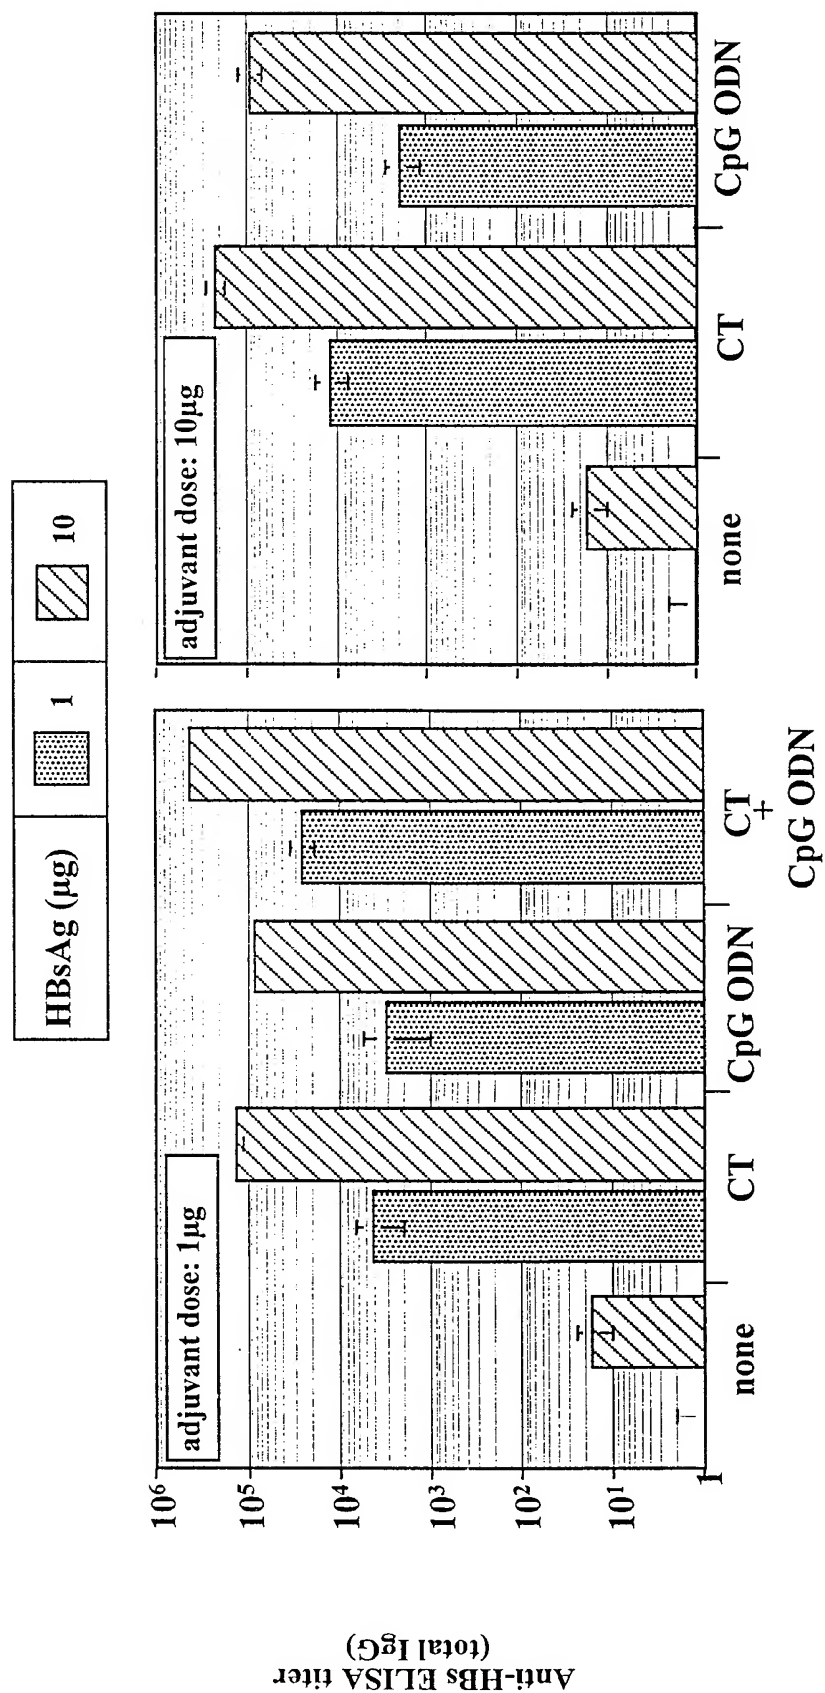 HBsAg (µg) 1 10
Anti-HBs ELISA titer
(total IgG)
10⁶
10⁵
10⁴
10³
10²
10¹
1
adjuvant dose: 1µg
none CT CpG ODN CT
+
CpG ODN
adjuvant dose: 10µg
none CT CpG ODN